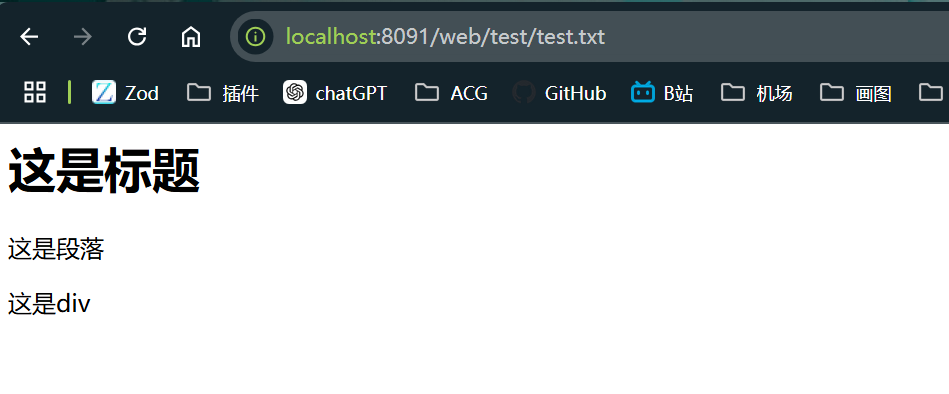 localhost:8091/web/test/test.txt
Zod 插件 chatGPT ACG GitHub B站 机场 画图
这是标题
这是段落
这是div